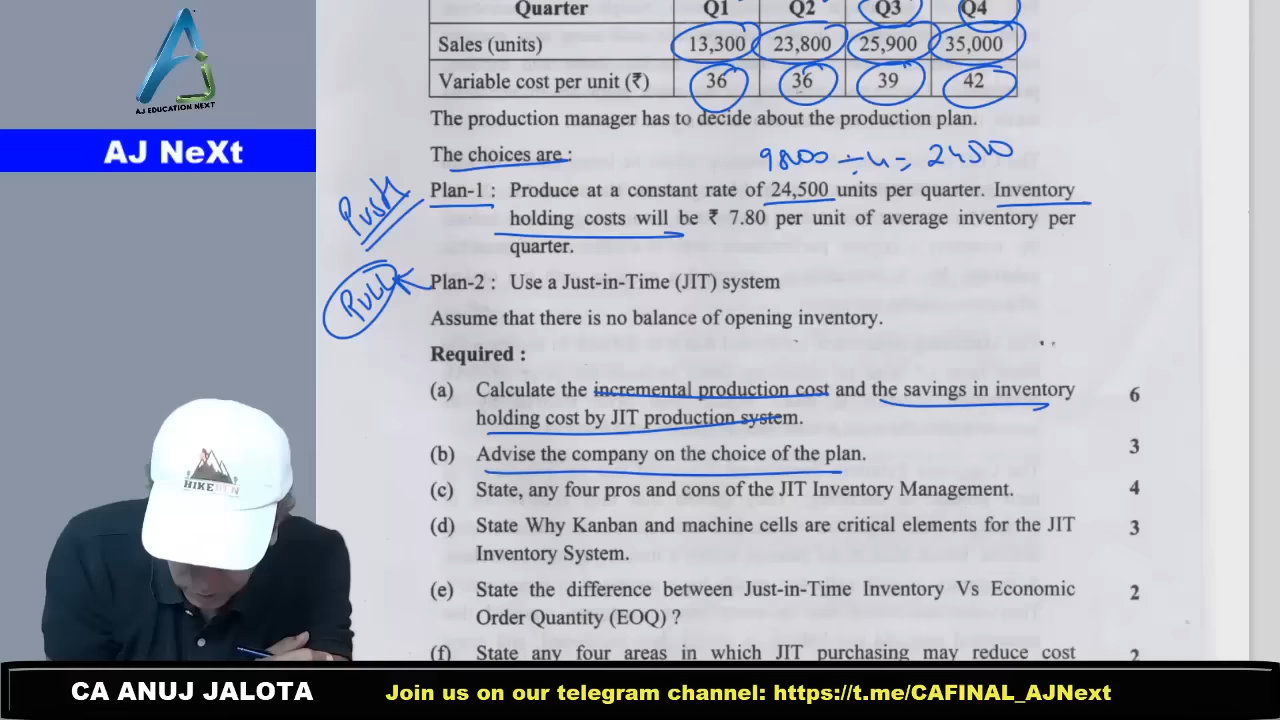 Quarter Q1 Q2 Q3 Q4
Sales (units) 13,300 23,800 25,900 35,000
Variable cost per unit (₹) 36 36 39 42
The production manager has to decide about the production plan.
The choices are :
98000 ÷ 4 = 24500
Plan-1 : Produce at a constant rate of 24,500 units per quarter. Inventory
holding costs will be ₹ 7.80 per unit of average inventory per
quarter.
Push
Plan-2 : Use a Just-in-Time (JIT) system
Pull
Assume that there is no balance of opening inventory.
Required :
(a) Calculate the incremental production cost and the savings in inventory 6
holding cost by JIT production system.
(b) Advise the company on the choice of the plan. 3
(c) State, any four pros and cons of the JIT Inventory Management. 4
(d) State Why Kanban and machine cells are critical elements for the JIT 3
Inventory System.
(e) State the difference between Just-in-Time Inventory Vs Economic 2
Order Quantity (EOQ) ?
(f) State any four areas in which JIT purchasing may reduce cost 2
AJ EDUCATION NEXT
AJ NeXt
HIKE
CA ANUJ JALOTA
Join us on our telegram channel: https://t.me/CAFINAL_AJNext